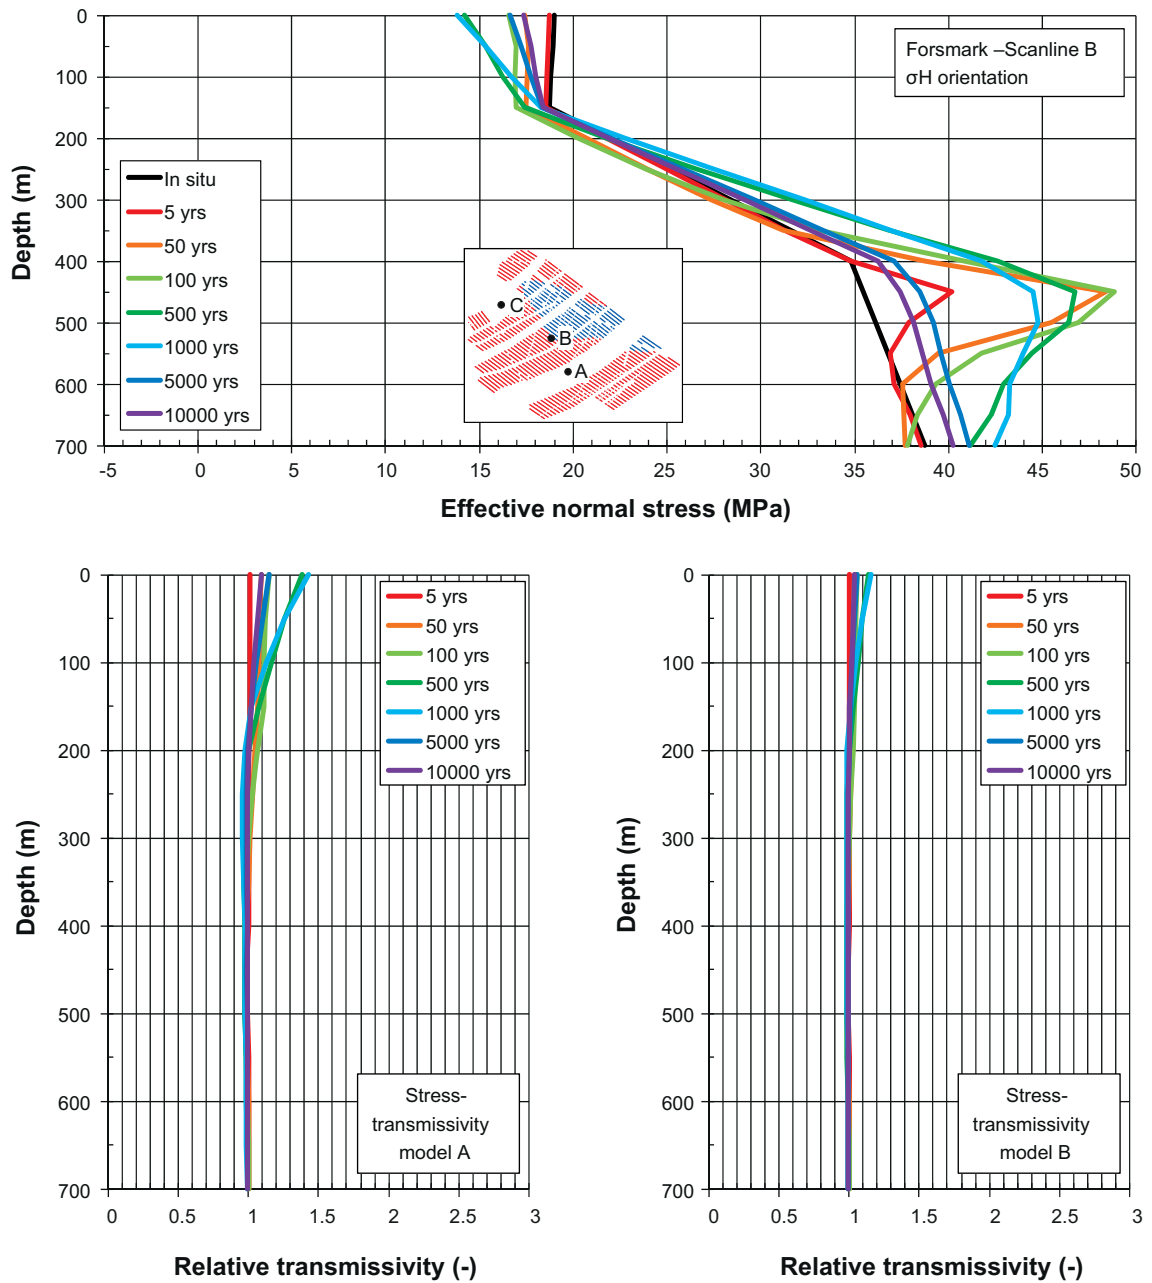 0
100
200
300
400
500
600
700
Depth (m)
-5 0 5 10 15 20 25 30 35 40 45 50
Effective normal stress (MPa)
Forsmark –Scanline B
σH orientation
In situ
5 yrs
50 yrs
100 yrs
500 yrs
1000 yrs
5000 yrs
10000 yrs
C
B
A
0
100
200
300
400
500
600
700
Depth (m)
5 yrs
50 yrs
100 yrs
500 yrs
1000 yrs
5000 yrs
10000 yrs
Stress-
transmissivity
model A
0 0.5 1 1.5 2 2.5 3
Relative transmissivity (-)
0
100
200
300
400
500
600
700
Depth (m)
5 yrs
50 yrs
100 yrs
500 yrs
1000 yrs
5000 yrs
10000 yrs
Stress-
transmissivity
model B
0 0.5 1 1.5 2 2.5 3
Relative transmissivity (-)